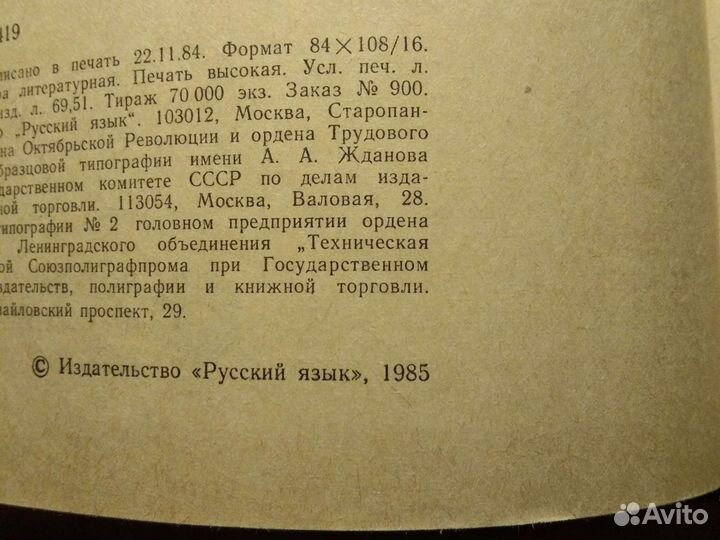 419
писано в печать 22.11.84. Формат 84×108/16.
ра литературная. Печать высокая. Усл. печ. л.
изд. л. 69,51. Тираж 70 000 экз. Заказ № 900.
о „Русский язык“. 103012, Москва, Старопан-
на Октябрьской Революции и ордена Трудового
бразцовой типографии имени А. А. Жданова
ударственном комитете СССР по делам изда-
ной торговли. 113054, Москва, Валовая, 28.
типографии № 2 головном предприятии ордена
Ленинградского объединения „Техническая
ой Союзполиграфпрома при Государственном
здательств, полиграфии и книжной торговли.
майловский проспект, 29.
© Издательство «Русский язык», 1985
Avito